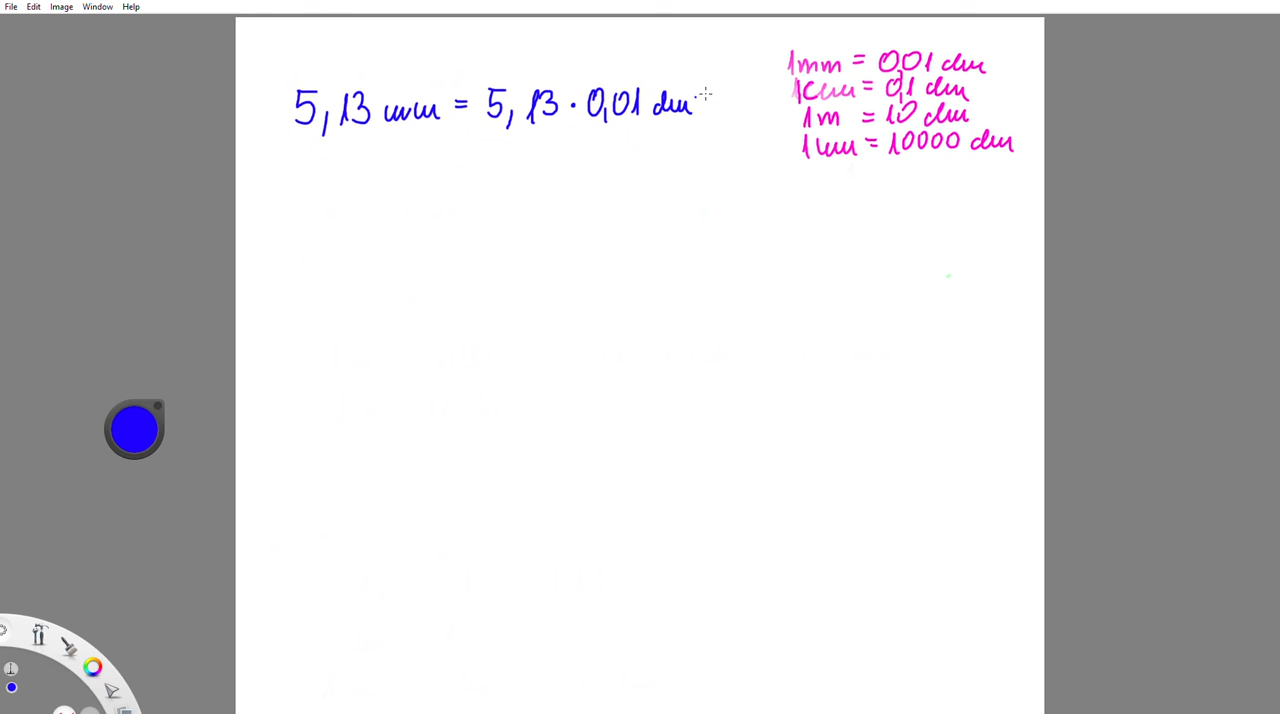 File Edit Image Window Help
5,13 mm = 5,13 · 0,01 dm
1mm = 0,01 dm
1cm = 0,1 dm
1m = 10 dm
1km = 10000 dm